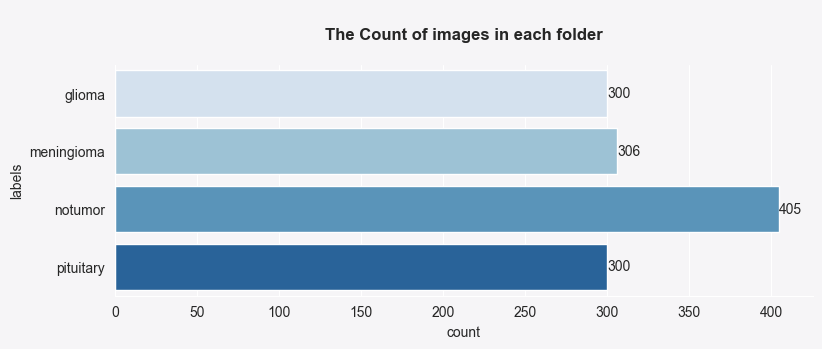 The Count of images in each folder
labels
glioma
300
meningioma
306
notumor
405
pituitary
300
0 50 100 150 200 250 300 350 400
count